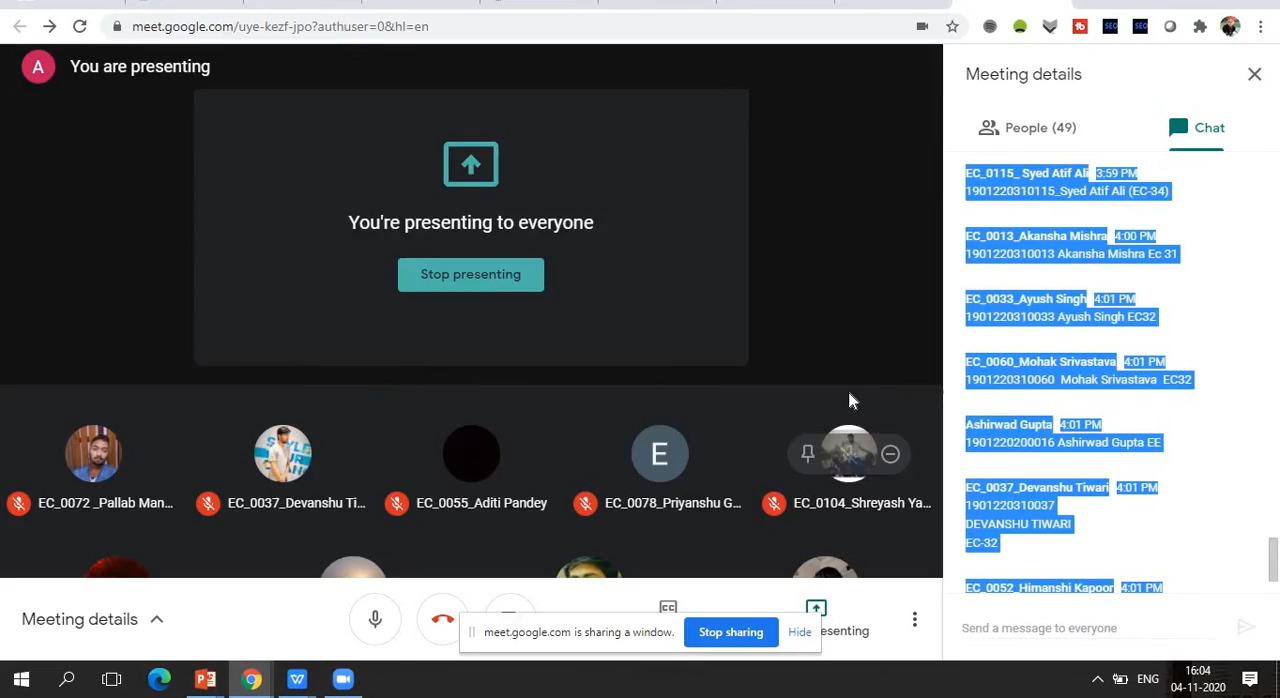 meet.google.com/uye-kezf-jpo?authuser=0&hl=en
A
You are presenting
You're presenting to everyone
Stop presenting
EC_0072 _Pallab Man...
EC_0037_Devanshu Ti...
EC_0055_Aditi Pandey
E
EC_0078_Priyanshu G...
EC_0104_Shreyash Ya...
Meeting details
People (49)
Chat
EC_0115_ Syed Atif Ali 3:59 PM
1901220310115_Syed Atif Ali (EC-34)
EC_0013_Akansha Mishra 4:00 PM
1901220310013 Akansha Mishra Ec 31
EC_0033_Ayush Singh 4:01 PM
1901220310033 Ayush Singh EC32
EC_0060_Mohak Srivastava 4:01 PM
1901220310060 Mohak Srivastava EC32
Ashirwad Gupta 4:01 PM
1901220200016 Ashirwad Gupta EE
EC_0037_Devanshu Tiwari 4:01 PM
1901220310037
DEVANSHU TIWARI
EC-32
EC_0052_Himanshi Kapoor 4:01 PM
Send a message to everyone
Meeting details
meet.google.com is sharing a window.
Stop sharing
Hide
esenting
ENG
16:04
04-11-2020